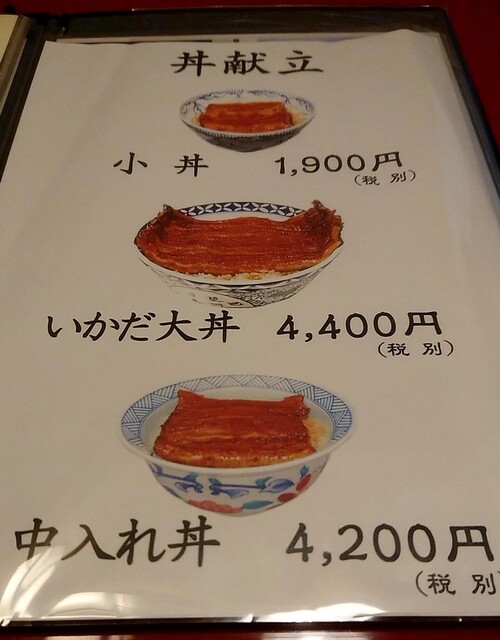 丼献立
小丼 1,900円
(税別)
いかだ大丼 4,400円
(税別)
中入れ丼 4,200円
(税別)